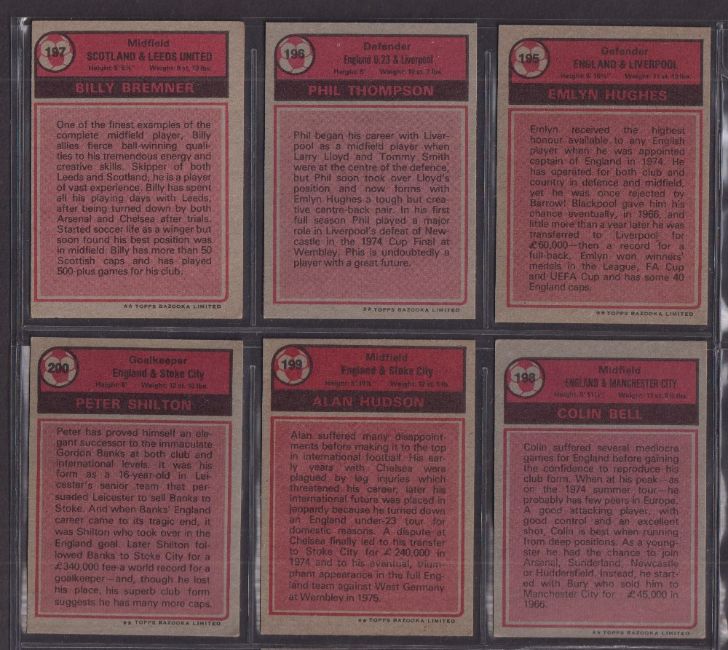 197
Midfield
SCOTLAND & LEEDS UNITED
BILLY BREMNER
One of the finest examples of the
complete midfield player, Billy
allies fierce ball-winning quali-
ties to his tremendous energy and
creative skills. Skipper of both
Leeds and Scotland, he is a player
of vast experience. Billy has spent
all his playing days with Leeds,
after being turned down by both
Arsenal and Chelsea after trials.
Started soccer life as a winger but
soon found his best position was
in midfield. Billy has more than 50
Scottish caps and has played
500-plus games for his club.
** TOPPS BAZOOKA LIMITED
196
Defender
England U.23 & Liverpool
Height: 6' Weight:
PHIL THOMPSON
Phil began his career with Liver-
pool as a midfield player when
Larry Lloyd and Tommy Smith
were at the centre of the defence,
but Phil soon took over Lloyd's
position and now forms with
Emlyn Hughes a tough but crea-
tive centre-back pair. In his first
full season Phil played a major
role in Liverpool's defeat of New-
castle in the 1974 Cup Final at
Wembley. Phis is undoubtedly a
player with a great future.
** TOPPS BAZOOKA LIMITED
195
Defender
ENGLAND & LIVERPOOL
EMLYN HUGHES
Emlyn received the highest
honour available to any English
player when he was appointed
captain of England in 1974. He
has operated for both club and
country in defence and midfield,
yet he was once rejected by
Barrow! Blackpool gave him his
chance eventually, in 1966, and
little more than a year later he was
transferred to Liverpool for
£60,000—then a record for a
full-back. Emlyn won winners'
medals in the League, FA Cup
and UEFA Cup and has some 40
England caps.
** TOPPS BAZOOKA LIMITED
200
Goalkeeper
England & Stoke City
Height: 6' Weight:
PETER SHILTON
Peter has proved himself an ele-
gant successor to the immaculate
Gordon Banks at both club and
international levels. It was his
form as a 16-year-old in Lei-
cester's senior team that per-
suaded Leicester to sell Banks to
Stoke. And when Banks' England
career came to its tragic end, it
was Shilton who took over in the
England goal. Later Shilton fol-
lowed Banks to Stoke City for a
£340,000 fee—a world record for a
goalkeeper—and, though he lost
his place, his superb club form
suggests he has many more caps.
** TOPPS BAZOOKA LIMITED
199
Midfield
England & Stoke City
ALAN HUDSON
Alan suffered many disappoint-
ments before making it to the top
in international football. His ear-
ly years with Chelsea were
plagued by leg injuries which
threatened his career; later his
international future was placed in
jeopardy because he turned down
an England under-23 tour for
domestic reasons. A dispute at
Chelsea finally led to his transfer
to Stoke City for £240,000 in
1974 and to his eventual, trium-
phant appearance in the full Eng-
land team against West Germany
at Wembley in 1975.
** TOPPS BAZOOKA LIMITED
198
Midfield
ENGLAND & MANCHESTER CITY
COLIN BELL
Colin suffered several mediocre
games for England before gaining
the confidence to reproduce his
club form. When at his peak—as
on the 1974 summer tour—he
probably has few peers in Europe.
A good attacking player, with
good control and an excellent
shot, Colin is best when running
from deep positions. As a young-
ster he had the chance to join
Arsenal, Sunderland, Newcastle
or Huddersfield. Instead, he start-
ed with Bury who sold him to
Manchester City for £45,000 in
1966.
** TOPPS BAZOOKA LIMITED